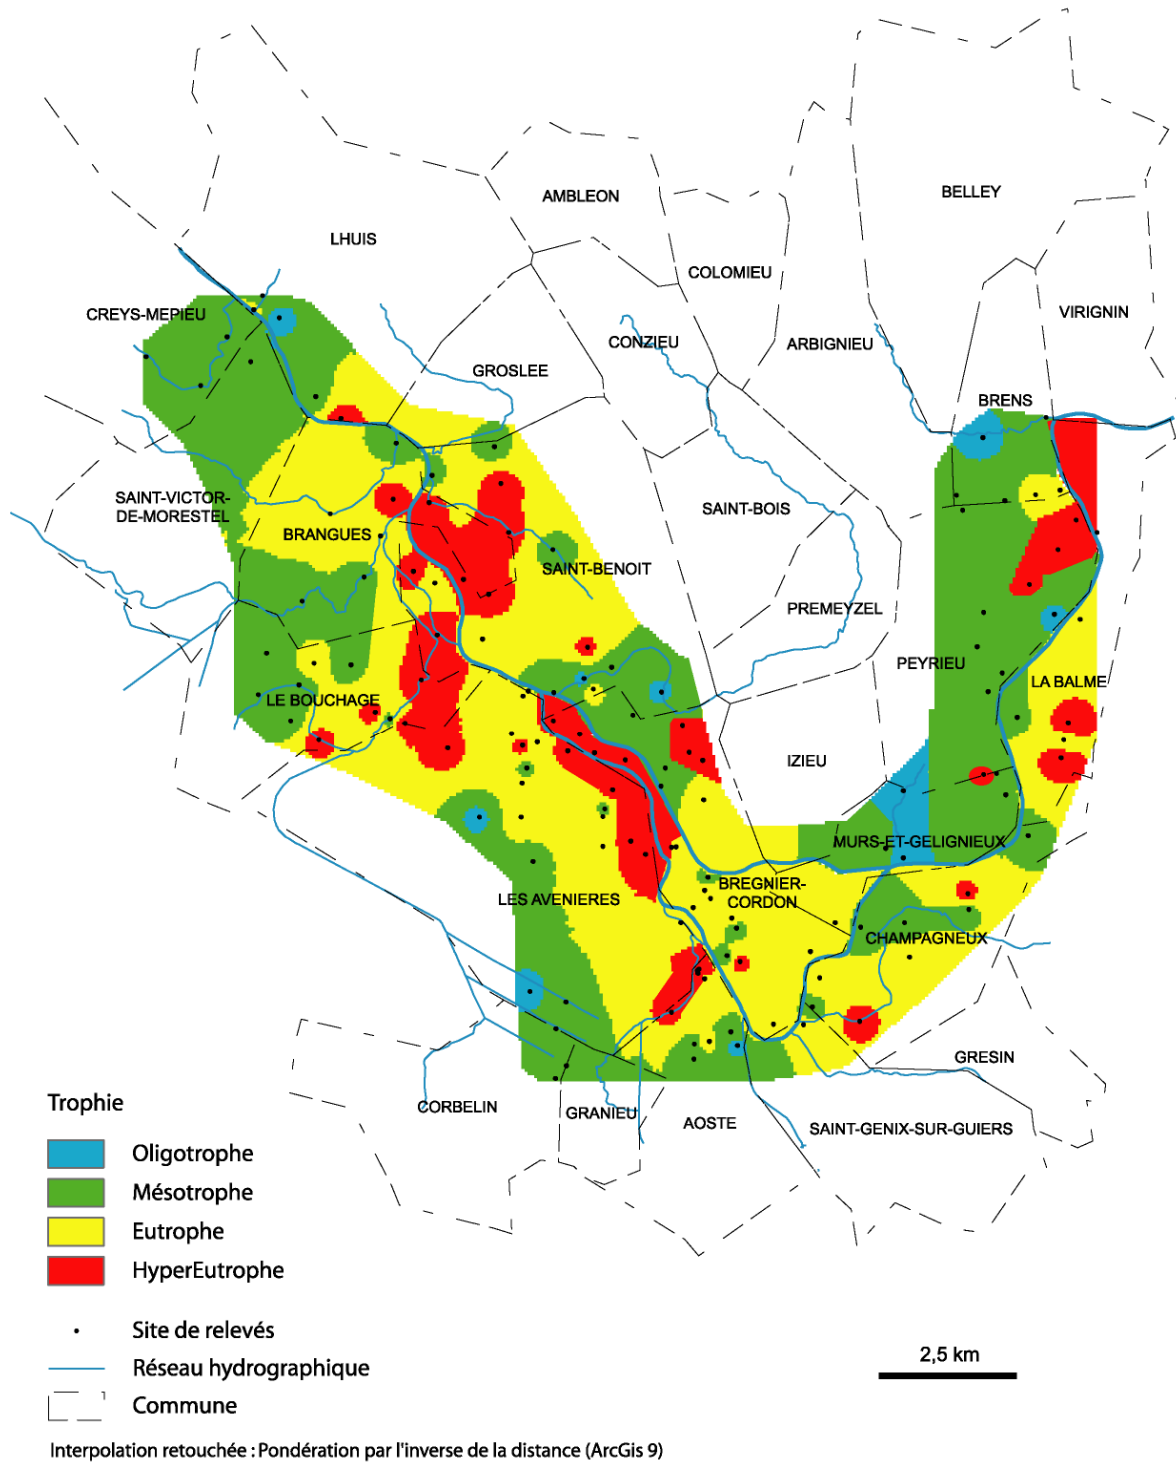 AMBLEON
BELLEY
LHUIS
COLOMIEU
CREYS-MEPIEU
VIRIGNIN
CONZIEU
ARBIGNIEU
GROSLEE
BRENS
SAINT-VICTOR-
DE-MORESTEL
SAINT-BOIS
BRANGUES
SAINT-BENOIT
PREMEYZEL
PEYRIEU
LA BALME
LE BOUCHAGE
IZIEU
MURS-ET-GELIGNIEUX
BREGNIER-
CORDON
LES AVENIERES
CHAMPAGNEUX
GRESIN
CORBELIN
GRANIEU
AOSTE
SAINT-GENIX-SUR-GUIERS
Trophie
Oligotrophe
Mésotrophe
Eutrophe
HyperEutrophe
Site de relevés
Réseau hydrographique
Commune
2,5 km
Interpolation retouchée : Pondération par l'inverse de la distance (ArcGis 9)